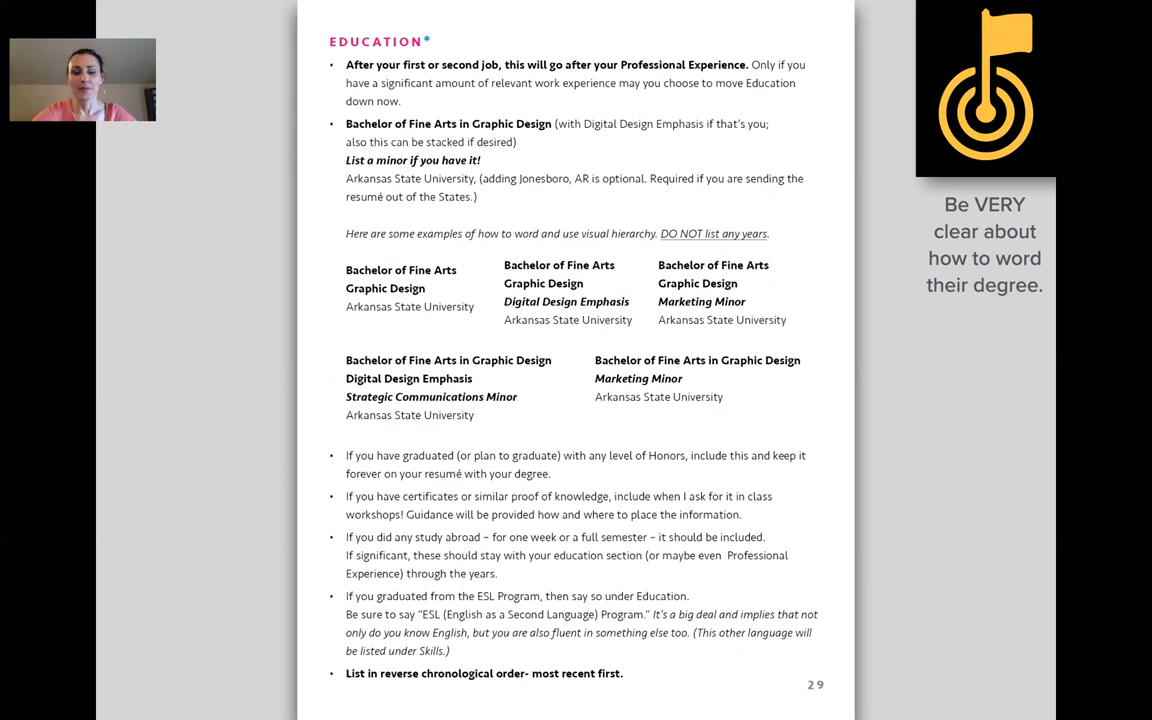 EDUCATION*
• After your first or second job, this will go after your Professional Experience. Only if you
have a significant amount of relevant work experience may you choose to move Education
down now.
• Bachelor of Fine Arts in Graphic Design (with Digital Design Emphasis if that's you;
also this can be stacked if desired)
List a minor if you have it!
Arkansas State University, (adding Jonesboro, AR is optional. Required if you are sending the
resumé out of the States.)
Here are some examples of how to word and use visual hierarchy. DO NOT list any years.
Bachelor of Fine Arts
Graphic Design
Arkansas State University
Bachelor of Fine Arts
Graphic Design
Digital Design Emphasis
Arkansas State University
Bachelor of Fine Arts
Graphic Design
Marketing Minor
Arkansas State University
Bachelor of Fine Arts in Graphic Design
Digital Design Emphasis
Strategic Communications Minor
Arkansas State University
Bachelor of Fine Arts in Graphic Design
Marketing Minor
Arkansas State University
• If you have graduated (or plan to graduate) with any level of Honors, include this and keep it
forever on your resumé with your degree.
• If you have certificates or similar proof of knowledge, include when I ask for it in class
workshops! Guidance will be provided how and where to place the information.
• If you did any study abroad – for one week or a full semester – it should be included.
If significant, these should stay with your education section (or maybe even Professional
Experience) through the years.
• If you graduated from the ESL Program, then say so under Education.
Be sure to say "ESL (English as a Second Language) Program." It's a big deal and implies that not
only do you know English, but you are also fluent in something else too. (This other language will
be listed under Skills.)
• List in reverse chronological order- most recent first.
29
Be VERY
clear about
how to word
their degree.